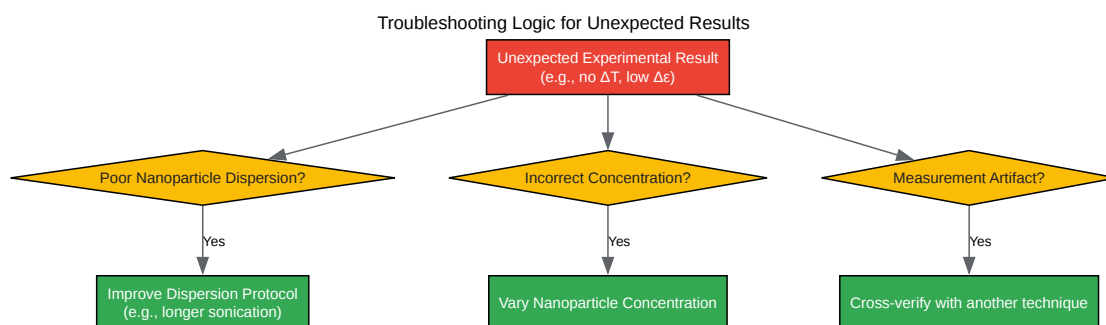 Troubleshooting Logic for Unexpected Results
Unexpected Experimental Result
(e.g., no ΔT, low Δε)
Poor Nanoparticle Dispersion?
Incorrect Concentration?
Measurement Artifact?
Yes
Yes
Yes
Improve Dispersion Protocol
(e.g., longer sonication)
Vary Nanoparticle Concentration
Cross-verify with another technique